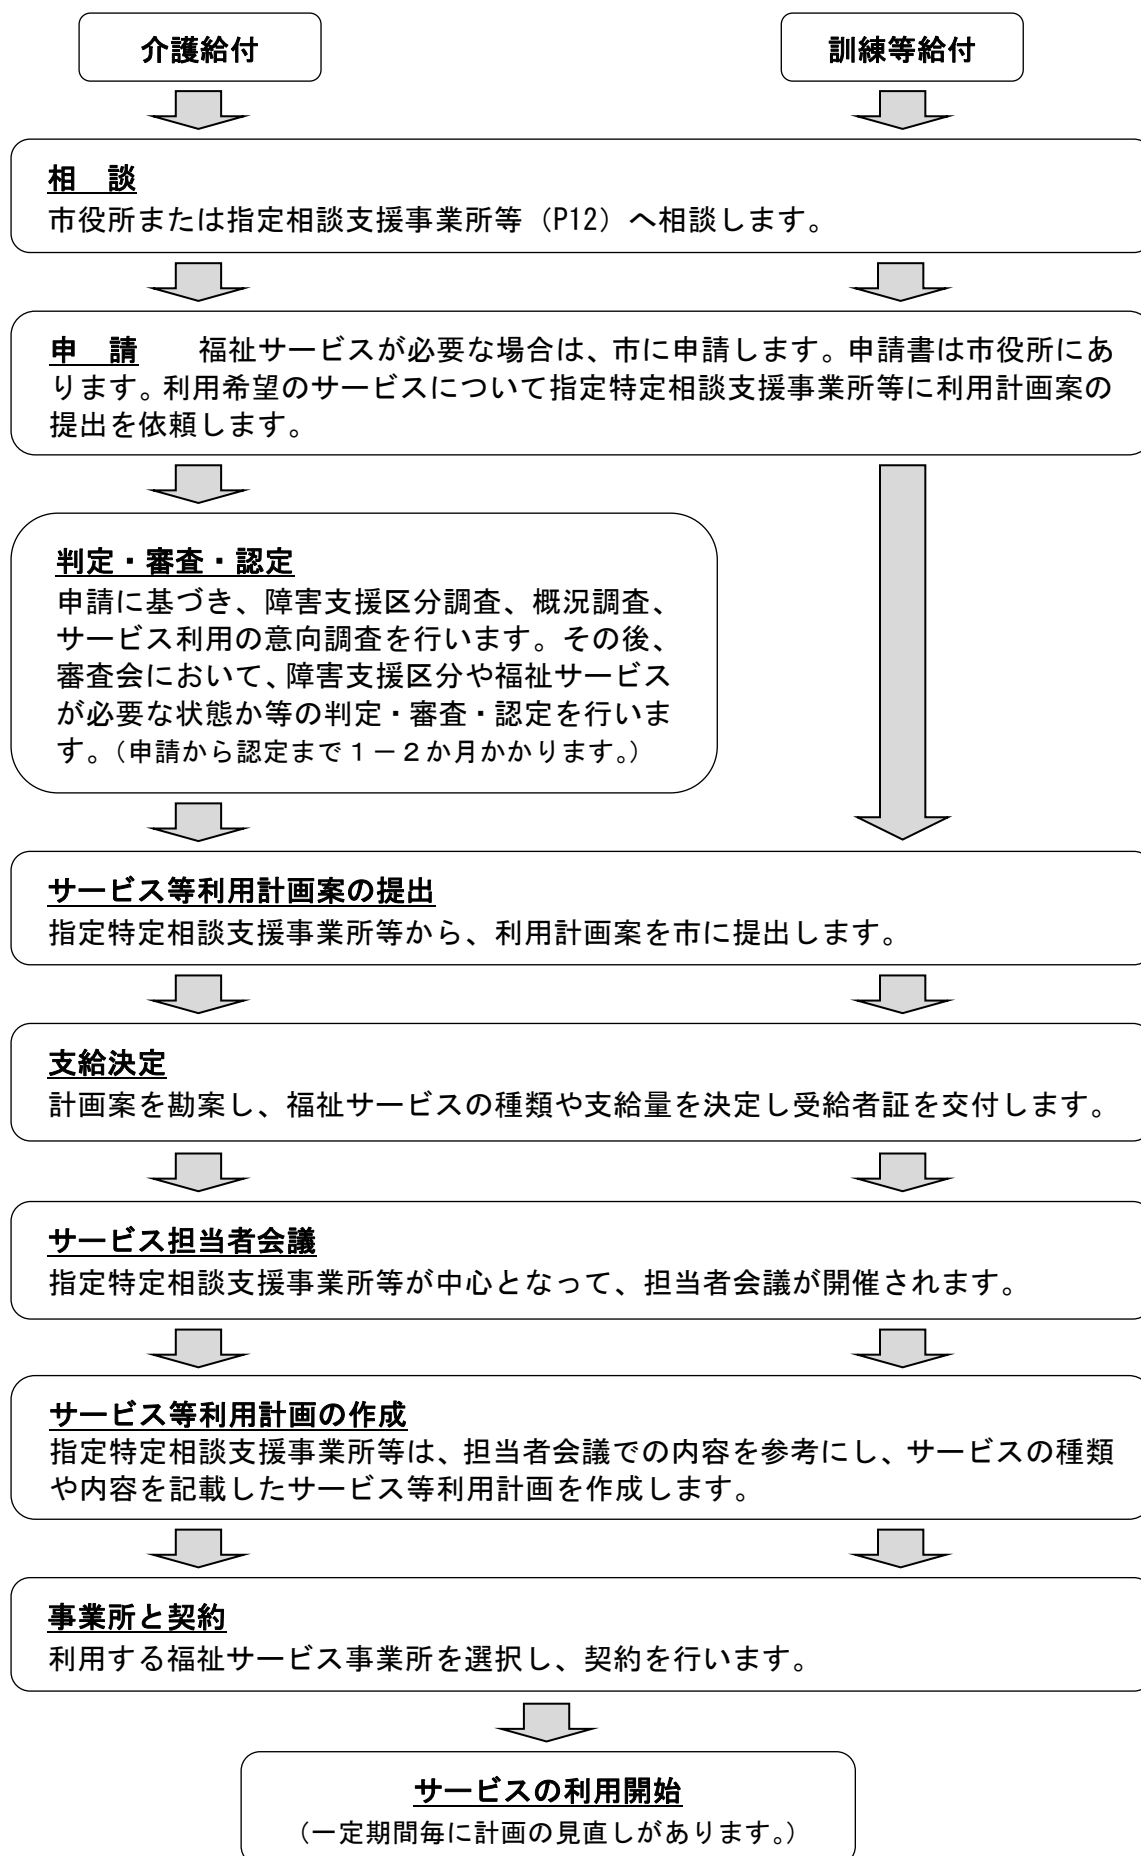 介護給付
訓練等給付
相　談
市役所または指定相談支援事業所等（P12）へ相談します。
申　請　　福祉サービスが必要な場合は、市に申請します。申請書は市役所にあ
ります。利用希望のサービスについて指定特定相談支援事業所等に利用計画案の
提出を依頼します。
判定・審査・認定
申請に基づき、障害支援区分調査、概況調査、
サービス利用の意向調査を行います。その後、
審査会において、障害支援区分や福祉サービス
が必要な状態か等の判定・審査・認定を行いま
す。（申請から認定まで１－２か月かかります。）
サービス等利用計画案の提出
指定特定相談支援事業所等から、利用計画案を市に提出します。
支給決定
計画案を勘案し、福祉サービスの種類や支給量を決定し受給者証を交付します。
サービス担当者会議
指定特定相談支援事業所等が中心となって、担当者会議が開催されます。
サービス等利用計画の作成
指定特定相談支援事業所等は、担当者会議での内容を参考にし、サービスの種類
や内容を記載したサービス等利用計画を作成します。
事業所と契約
利用する福祉サービス事業所を選択し、契約を行います。
サービスの利用開始
（一定期間毎に計画の見直しがあります。）